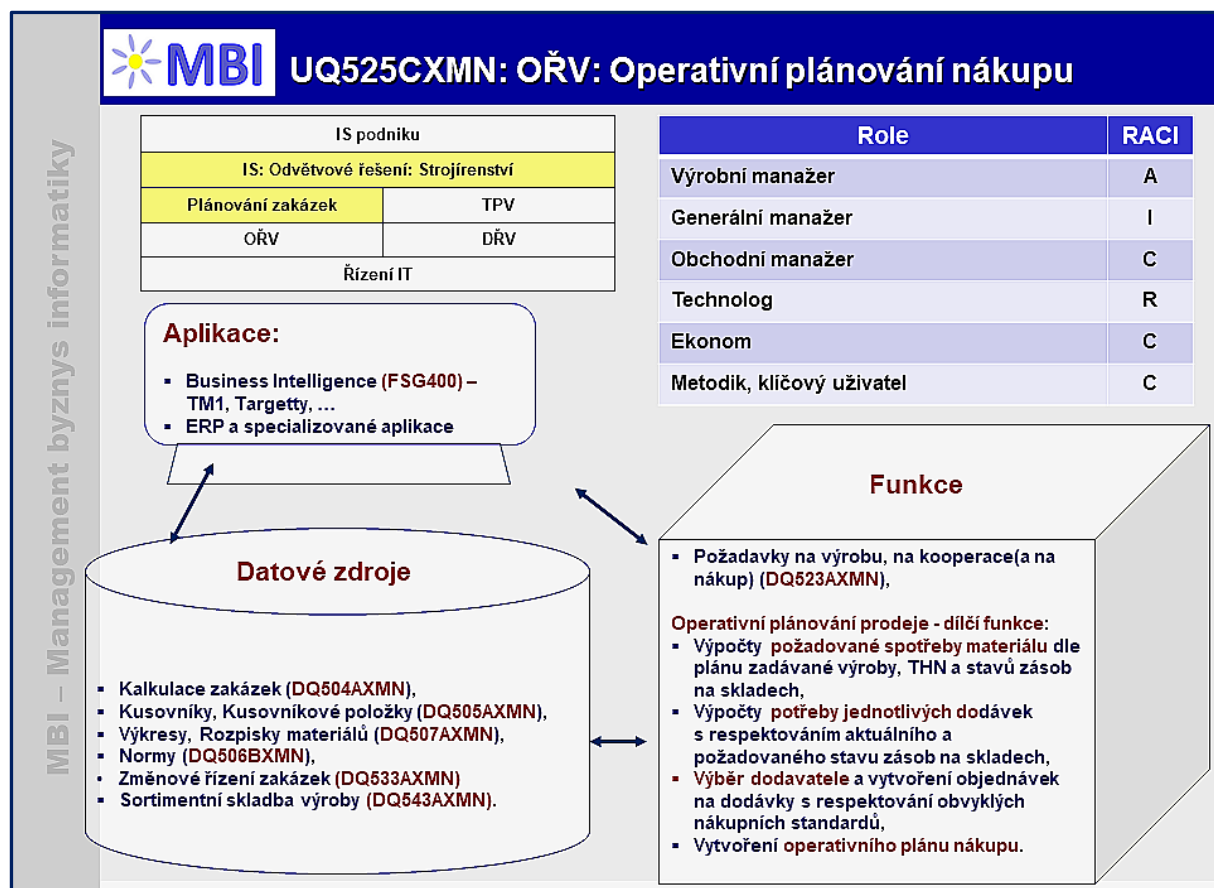 MBI
UQ525CXMN: OŘV: Operativní plánování nákupu
MBI – Management byznys informatiky
IS podniku
IS: Odvětvové řešení: Strojírenství
Plánování zakázek
TPV
OŘV
DŘV
Řízení IT
Role
RACI
Výrobní manažer
A
Generální manažer
I
Obchodní manažer
C
Technolog
R
Ekonom
C
Metodik, klíčový uživatel
C
Aplikace:
▪ Business Intelligence (FSG400) –
TM1, Targetty, …
▪ ERP a specializované aplikace
Datové zdroje
▪ Kalkulace zakázek (DQ504AXMN),
▪ Kusovníky, Kusovníkové položky (DQ505AXMN),
▪ Výkresy, Rozpisky materiálů (DQ507AXMN),
▪ Normy (DQ506BXMN),
• Změnové řízení zakázek (DQ533AXMN)
▪ Sortimentní skladba výroby (DQ543AXMN).
Funkce
▪ Požadavky na výrobu, na kooperace(a na
nákup) (DQ523AXMN),
Operativní plánování prodeje - dílčí funkce:
▪ Výpočty požadované spotřeby materiálu dle
plánu zadávané výroby, THN a stavů zásob
na skladech,
▪ Výpočty potřeby jednotlivých dodávek
s respektováním aktuálního a
požadovaného stavu zásob na skladech,
▪ Výběr dodavatele a vytvoření objednávek
na dodávky s respektování obvyklých
nákupních standardů,
▪ Vytvoření operativního plánu nákupu.